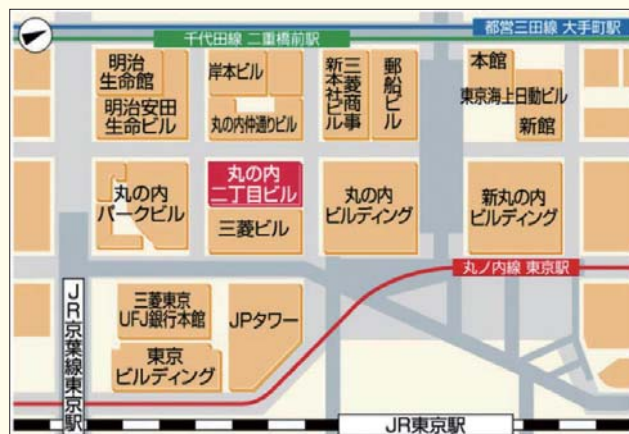 都営三田線 大手町駅
千代田線 二重橋前駅
明治
生命館
明治安田
生命ビル
岸本ビル
丸の内仲通りビル
三菱商事
新本社ビル
郵船ビル
本館
東京海上日動ビル
新館
丸の内
パークビル
丸の内
二丁目ビル
三菱ビル
丸の内
ビルディング
新丸の内
ビルディング
丸ノ内線 東京駅
JR京葉線東京駅
三菱東京
UFJ銀行本館
JPタワー
東京
ビルディング
JR東京駅